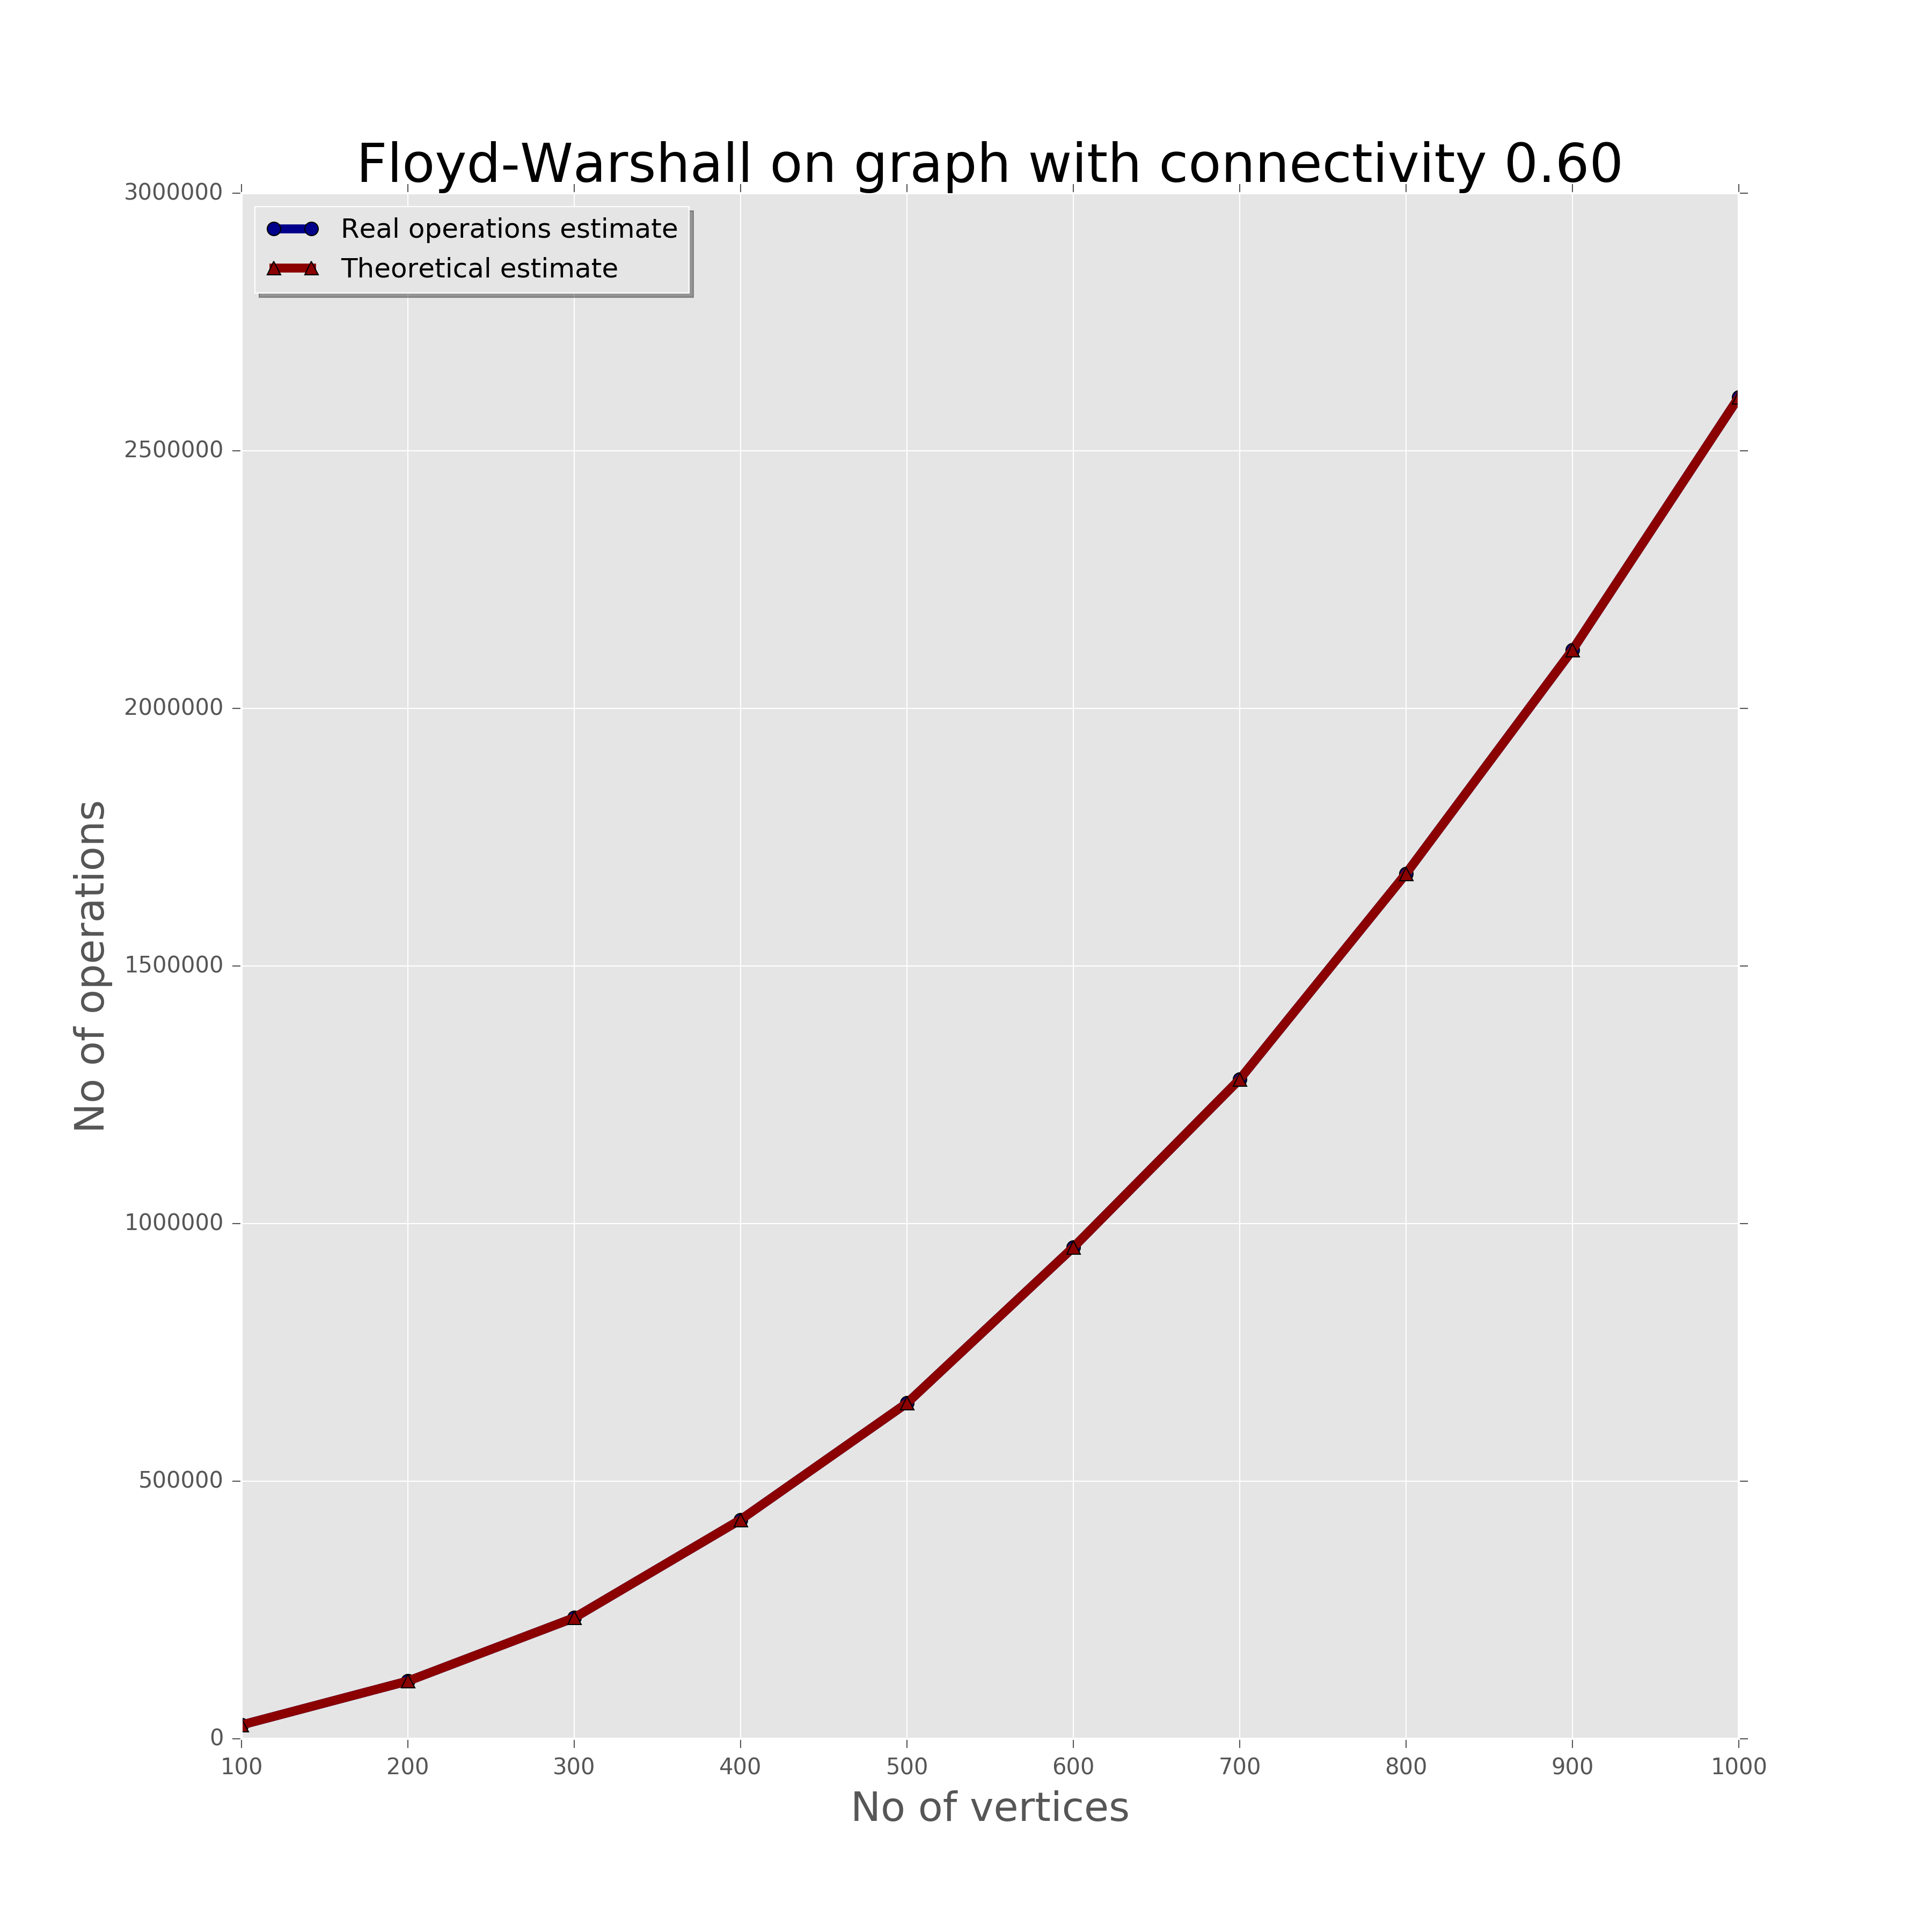 Floyd-Warshall on graph with connectivity 0.60
3000000
Real operations estimate
Theoretical estimate
2500000
2000000
1500000
1000000
500000
0
No of operations
100 200 300 400 500 600 700 800 900 1000
No of vertices